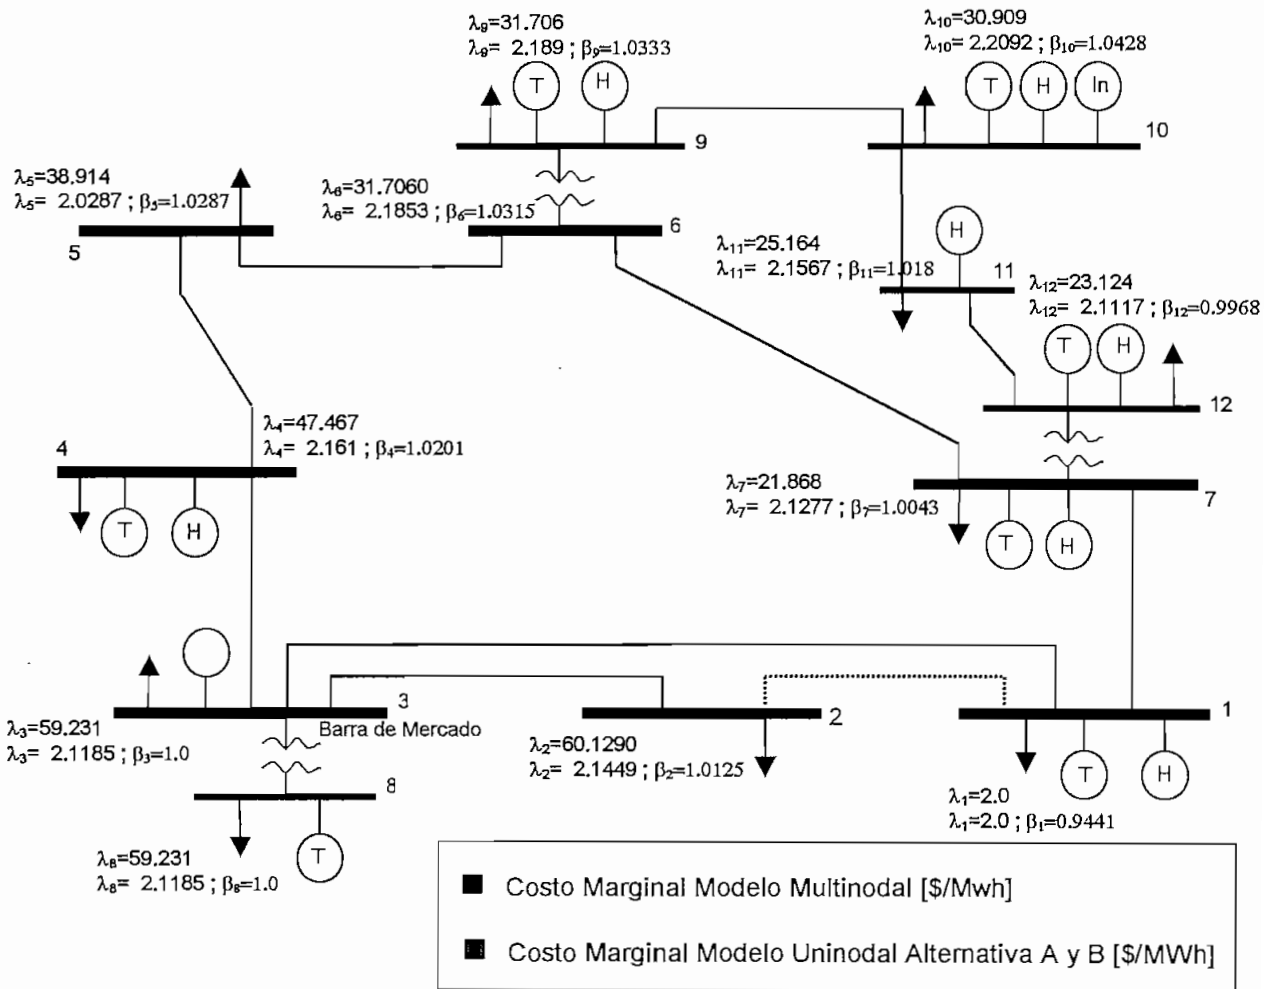 λ₉=31.706
λ₉= 2.189 ; β₉=1.0333
T
H
9
λ₁₀=30.909
λ₁₀= 2.2092 ; β₁₀=1.0428
T
H
In
10
λ₅=38.914
λ₅= 2.0287 ; β₅=1.0287
5
λ₆=31.7060
λ₆= 2.1853 ; β₆=1.0315
6
H
λ₁₁=25.164
λ₁₁= 2.1567 ; β₁₁=1.018
11
λ₁₂=23.124
λ₁₂= 2.1117 ; β₁₂=0.9968
T
H
12
λ₄=47.467
λ₄= 2.161 ; β₄=1.0201
4
T
H
λ₇=21.868
λ₇= 2.1277 ; β₇=1.0043
7
T
H
3
Barra de Mercado
λ₃=59.231
λ₃= 2.1185 ; β₃=1.0
2
λ₂=60.1290
λ₂= 2.1449 ; β₂=1.0125
1
T
H
λ₁=2.0
λ₁=2.0 ; β₁=0.9441
8
T
λ₈=59.231
λ₈= 2.1185 ; β₈=1.0
Costo Marginal Modelo Multinodal [$/Mwh]
Costo Marginal Modelo Uninodal Alternativa A y B [$/MWh]